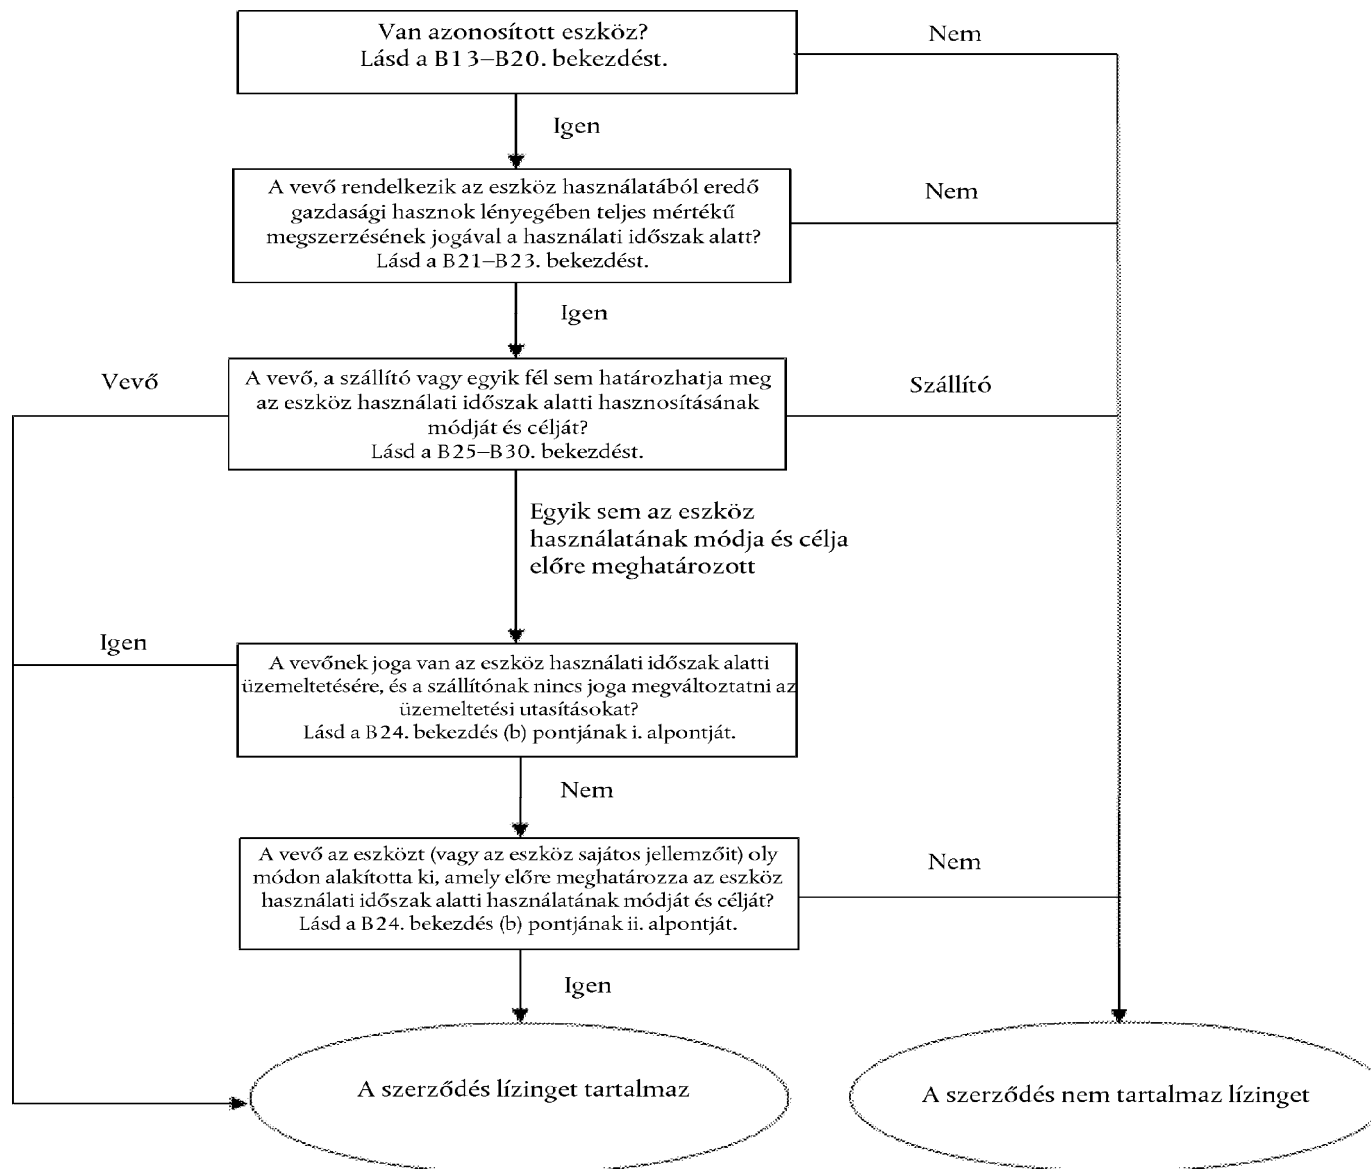 Van azonosított eszköz?
Lásd a B13–B20. bekezdést.
Nem
Igen
A vevő rendelkezik az eszköz használatából eredő
gazdasági hasznok lényegében teljes mértékű
megszerzésének jogával a használati időszak alatt?
Lásd a B21–B23. bekezdést.
Nem
Igen
Vevő
A vevő, a szállító vagy egyik fél sem határozhatja meg
az eszköz használati időszak alatti hasznosításának
módját és célját?
Lásd a B25–B30. bekezdést.
Szállító
Egyik sem az eszköz
használatának módja és célja
előre meghatározott
Igen
A vevőnek joga van az eszköz használati időszak alatti
üzemeltetésére, és a szállítónak nincs joga megváltoztatni az
üzemeltetési utasításokat?
Lásd a B24. bekezdés (b) pontjának i. alpontját.
Nem
A vevő az eszközt (vagy az eszköz sajátos jellemzőit) oly
módon alakította ki, amely előre meghatározza az eszköz
használati időszak alatti használatának módját és célját?
Lásd a B24. bekezdés (b) pontjának ii. alpontját.
Nem
Igen
A szerződés lízinget tartalmaz
A szerződés nem tartalmaz lízinget